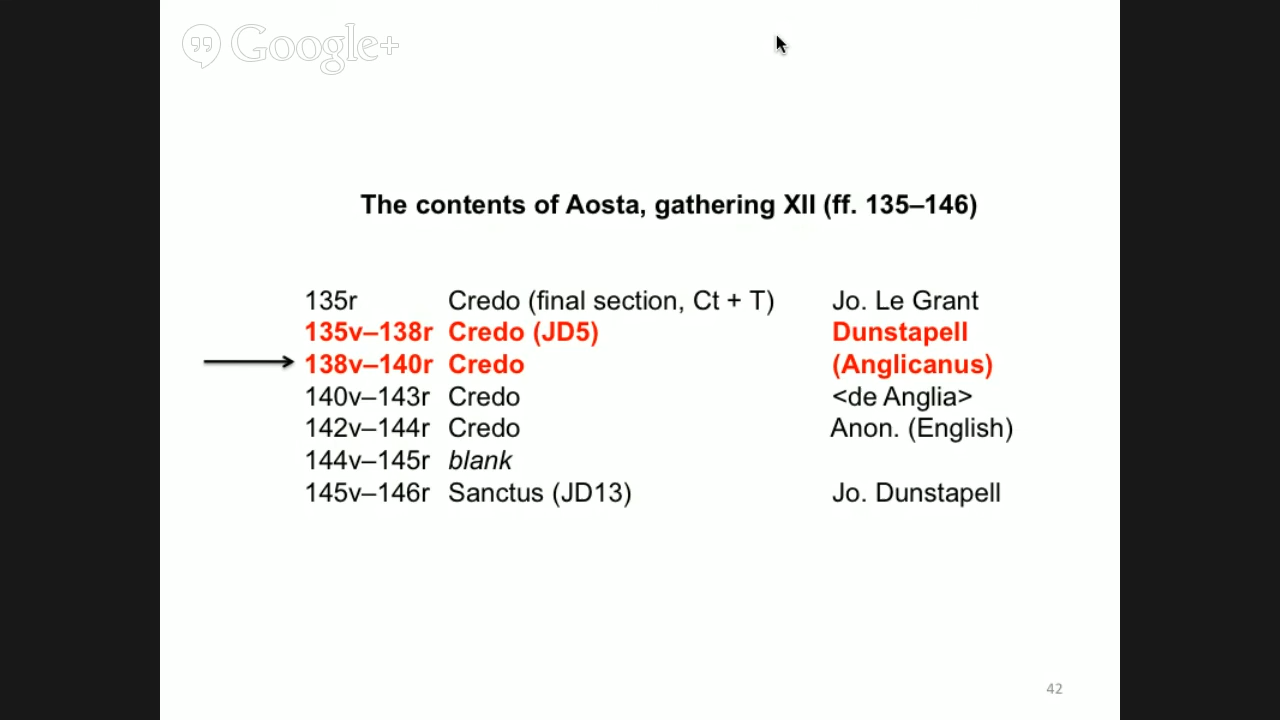 Google+
The contents of Aosta, gathering XII (ff. 135–146)
135r Credo (final section, Ct + T) Jo. Le Grant
135v–138r Credo (JD5) Dunstapell
138v–140r Credo (Anglicanus)
140v–143r Credo <de Anglia>
142v–144r Credo Anon. (English)
144v–145r blank
145v–146r Sanctus (JD13) Jo. Dunstapell
42